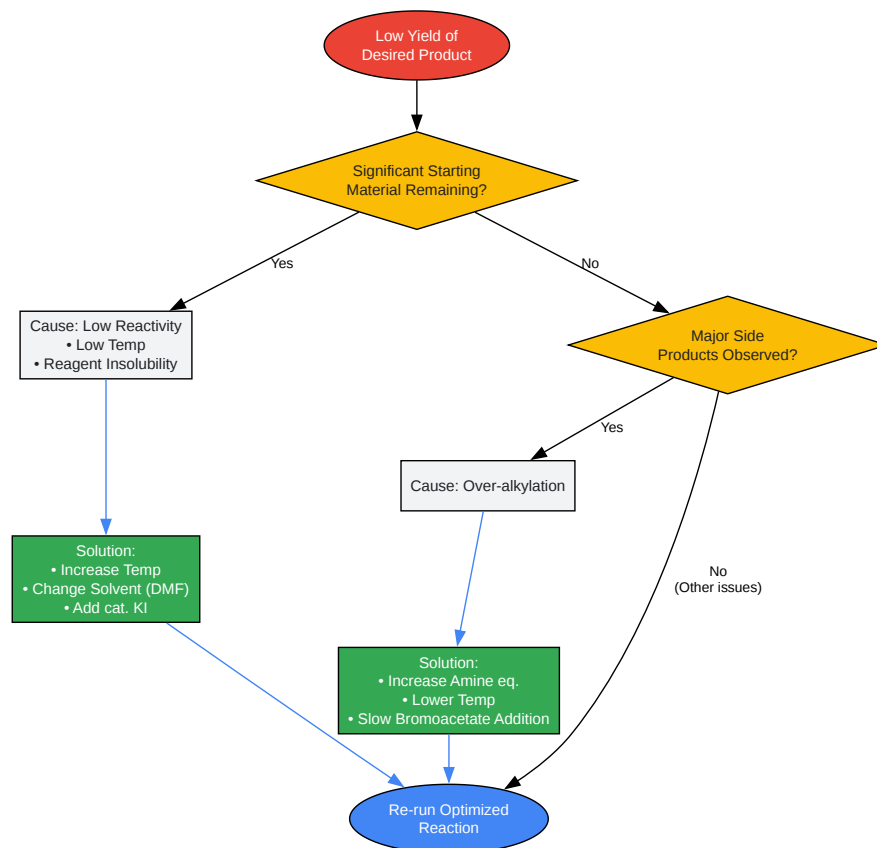 Low Yield of
Desired Product
Significant Starting
Material Remaining?
Yes
No
Cause: Low Reactivity
• Low Temp
• Reagent Insolubility
Major Side
Products Observed?
Yes
Cause: Over-alkylation
Solution:
• Increase Temp
• Change Solvent (DMF)
• Add cat. KI
No
(Other issues)
Solution:
• Increase Amine eq.
• Lower Temp
• Slow Bromoacetate Addition
Re-run Optimized
Reaction